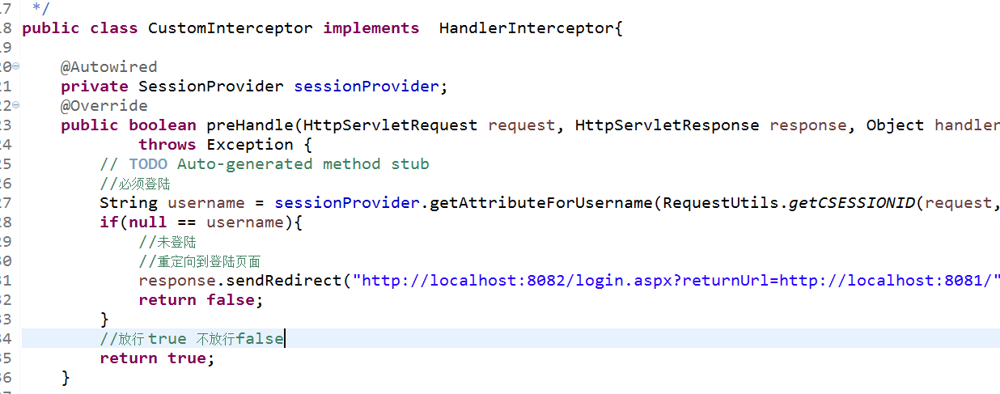 7 */
8 public class CustomInterceptor implements  HandlerInterceptor{
9
20 @Autowired
21 private SessionProvider sessionProvider;
22 @Override
23 public boolean preHandle(HttpServletRequest request, HttpServletResponse response, Object handler
24 throws Exception {
25 // TODO Auto-generated method stub
26 //必须登陆
27 String username = sessionProvider.getAttributeForUsername(RequestUtils.getCSESSIONID(request,
28 if(null == username){
29 //未登陆
30 //重定向到登陆页面
31 response.sendRedirect("http://localhost:8082/login.aspx?returnUrl=http://localhost:8081/"
32 return false;
33 }
34 //放行true 不放行false
35 return true;
36 }